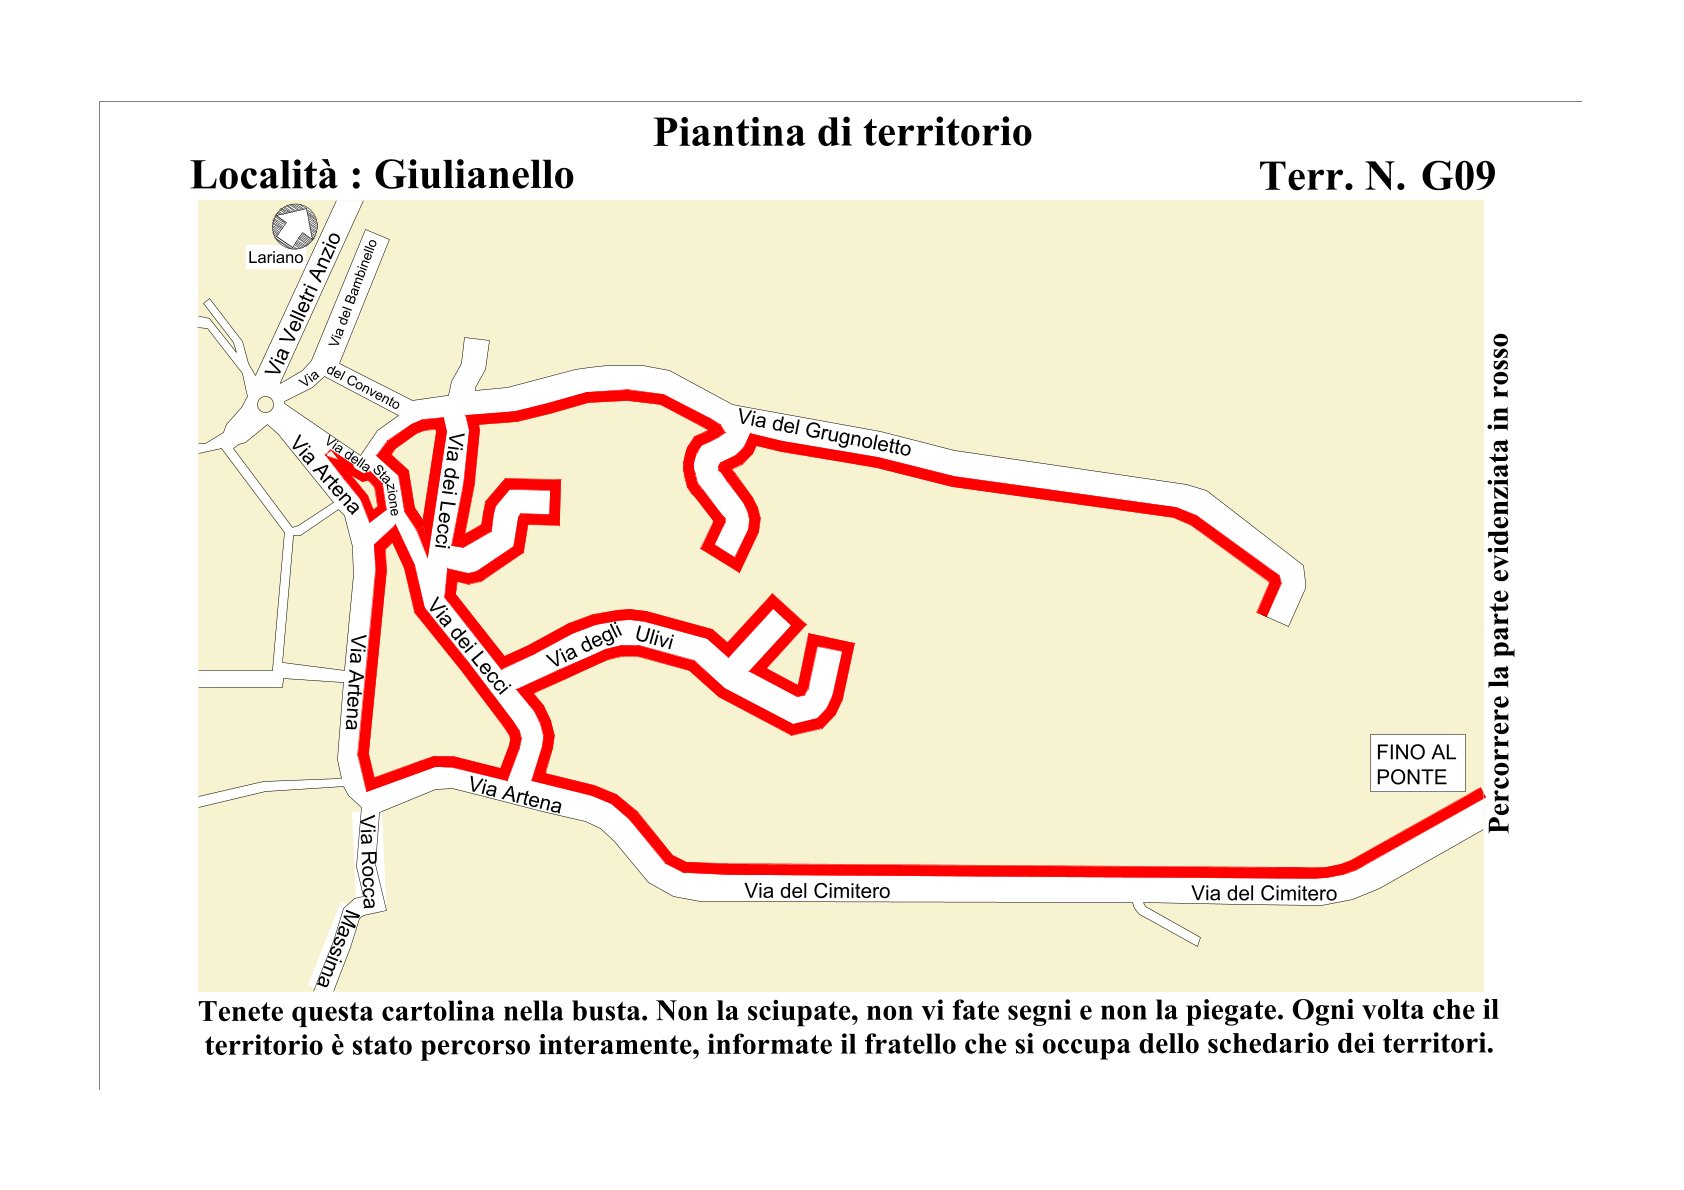 Piantina di territorio
Località : Giulianello
Terr. N. G09
Lariano
Via Velletri Anzio
Via del Bambinello
Via del Convento
Via della Stazione
Via Artena
Via dei Lecci
Via del Grugnoletto
Via dei Lecci
Via degli Ulivi
Via Artena
Via Artena
Via Rocca Massima
Via del Cimitero
Via del Cimitero
FINO AL
PONTE
Percorrere la parte evidenziata in rosso
Tenete questa cartolina nella busta. Non la sciupate, non vi fate segni e non la piegate. Ogni volta che il
territorio è stato percorso interamente, informate il fratello che si occupa dello schedario dei territori.